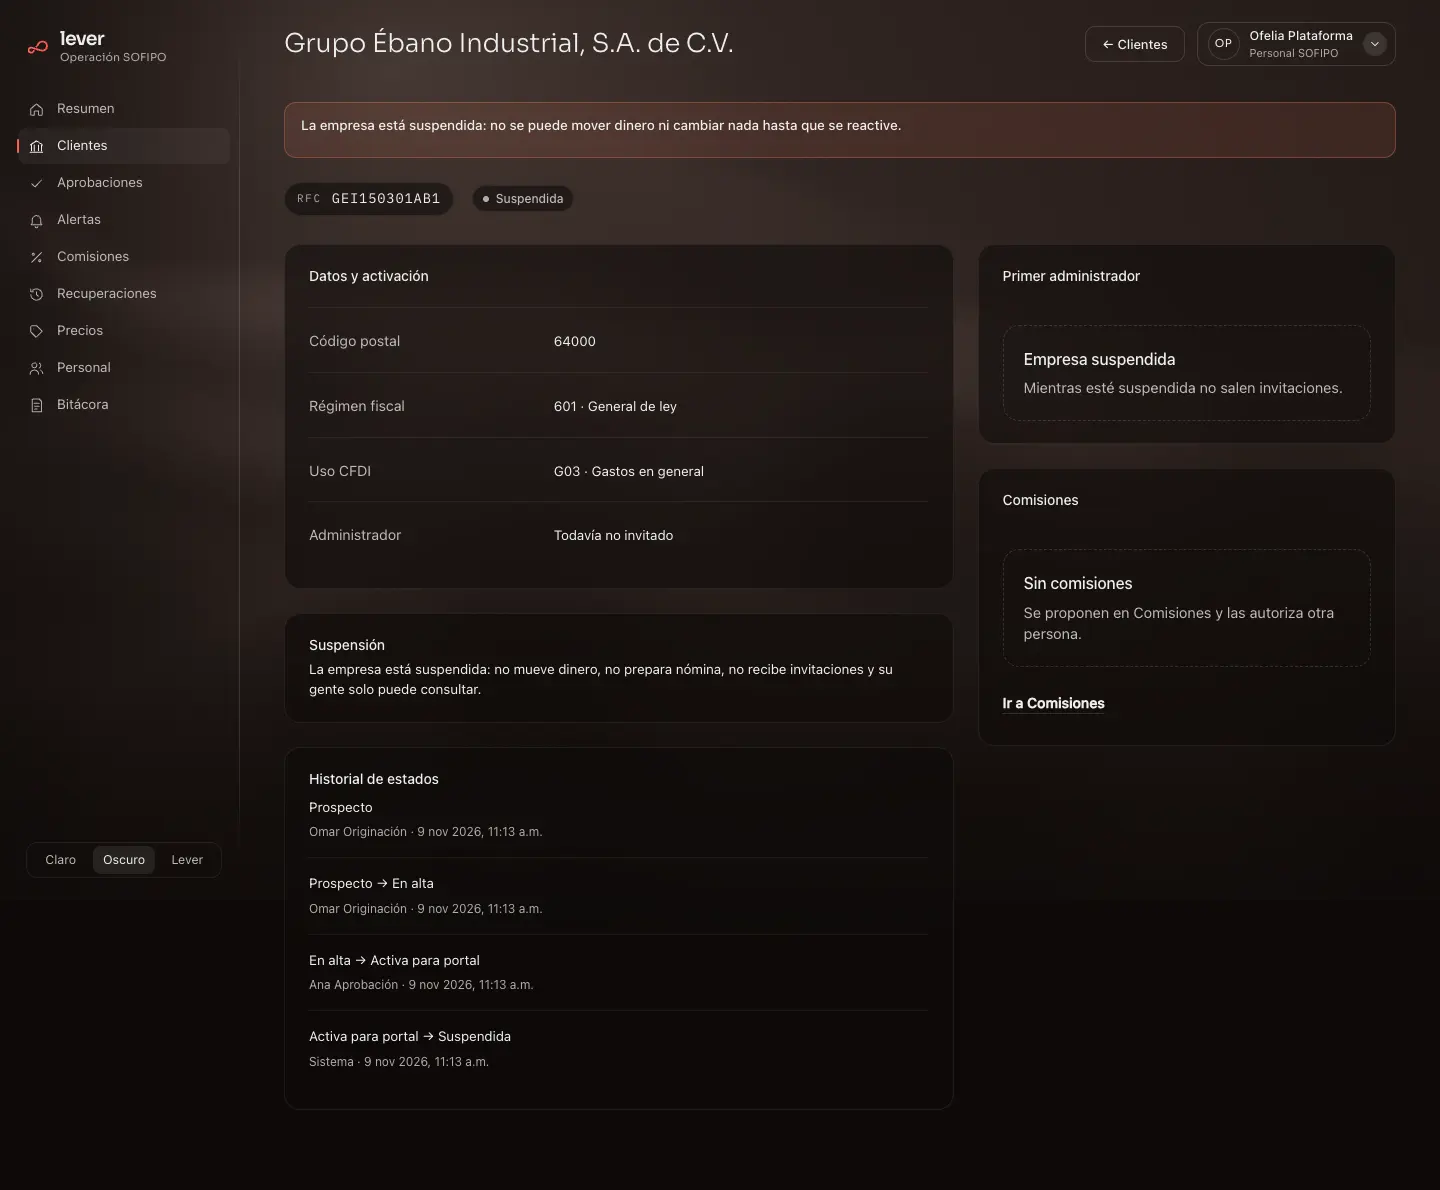 lever
Operación SOFIPO
Resumen
Clientes
Aprobaciones
Alertas
Comisiones
Recuperaciones
Precios
Personal
Bitácora
Claro
Oscuro
Lever
Grupo Ébano Industrial, S.A. de C.V.
← Clientes
OP
Ofelia Plataforma
Personal SOFIPO
La empresa está suspendida: no se puede mover dinero ni cambiar nada hasta que se reactive.
RFC GEI150301AB1
Suspendida
Datos y activación
Código postal
64000
Régimen fiscal
601 · General de ley
Uso CFDI
G03 · Gastos en general
Administrador
Todavía no invitado
Suspensión
La empresa está suspendida: no mueve dinero, no prepara nómina, no recibe invitaciones y su
gente solo puede consultar.
Historial de estados
Prospecto
Omar Originación · 9 nov 2026, 11:13 a.m.
Prospecto → En alta
Omar Originación · 9 nov 2026, 11:13 a.m.
En alta → Activa para portal
Ana Aprobación · 9 nov 2026, 11:13 a.m.
Activa para portal → Suspendida
Sistema · 9 nov 2026, 11:13 a.m.
Primer administrador
Empresa suspendida
Mientras esté suspendida no salen invitaciones.
Comisiones
Sin comisiones
Se proponen en Comisiones y las autoriza otra
persona.
Ir a Comisiones